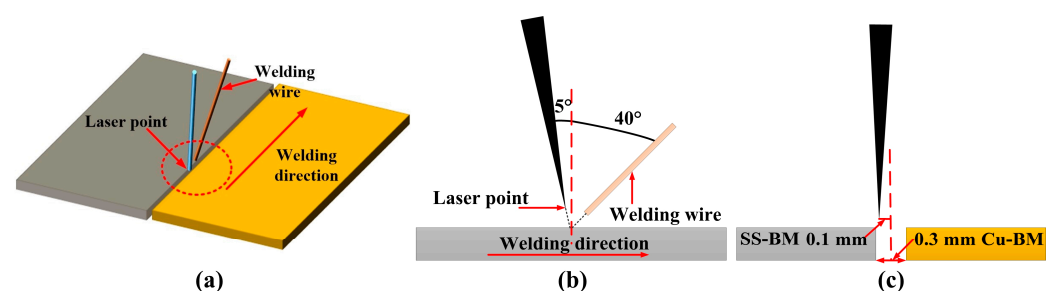 Welding
wire
Laser point
Welding
direction
(a)
5°
40°
Laser point
Welding wire
Welding direction
(b)
SS-BM 0.1 mm
0.3 mm Cu-BM
(c)